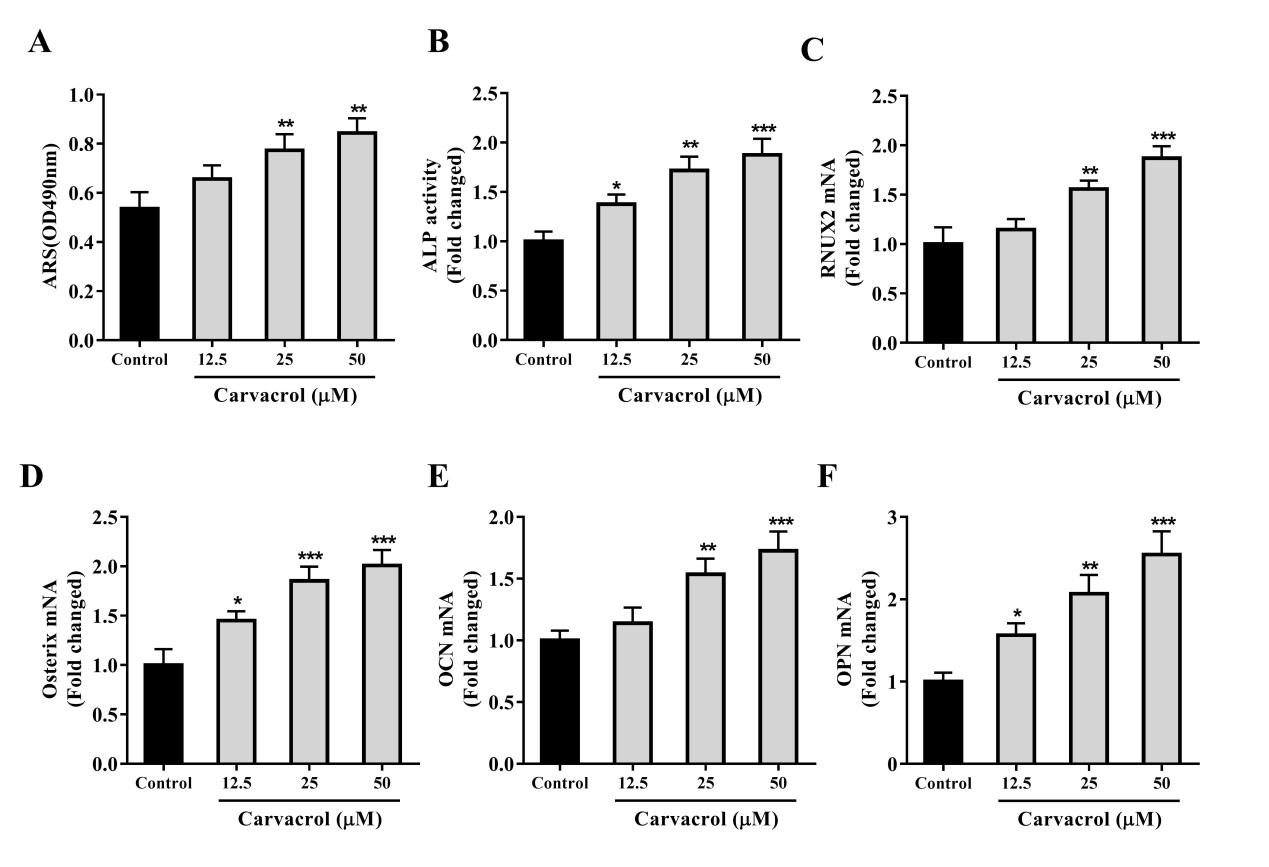 A
ARS(OD490nm)
1.0
0.8
0.6
0.4
0.2
0.0
**
**
Control
12.5
25
50
Carvacrol (μM)
B
ALP activity
(Fold changed)
2.5
2.0
1.5
1.0
0.5
0.0
*
**
***
Control
12.5
25
50
Carvacrol (μM)
C
RNUX2 mNA
(Fold changed)
2.5
2.0
1.5
1.0
0.5
0.0
**
***
Control
12.5
25
50
Carvacrol (μM)
D
Osterix mNA
(Fold changed)
2.5
2.0
1.5
1.0
0.5
0.0
*
***
***
Control
12.5
25
50
Carvacrol (μM)
E
OCN mNA
(Fold changed)
2.0
1.5
1.0
0.5
0.0
**
***
Control
12.5
25
50
Carvacrol (μM)
F
OPN mNA
(Fold changed)
3
2
1
0
*
**
***
Control
12.5
25
50
Carvacrol (μM)